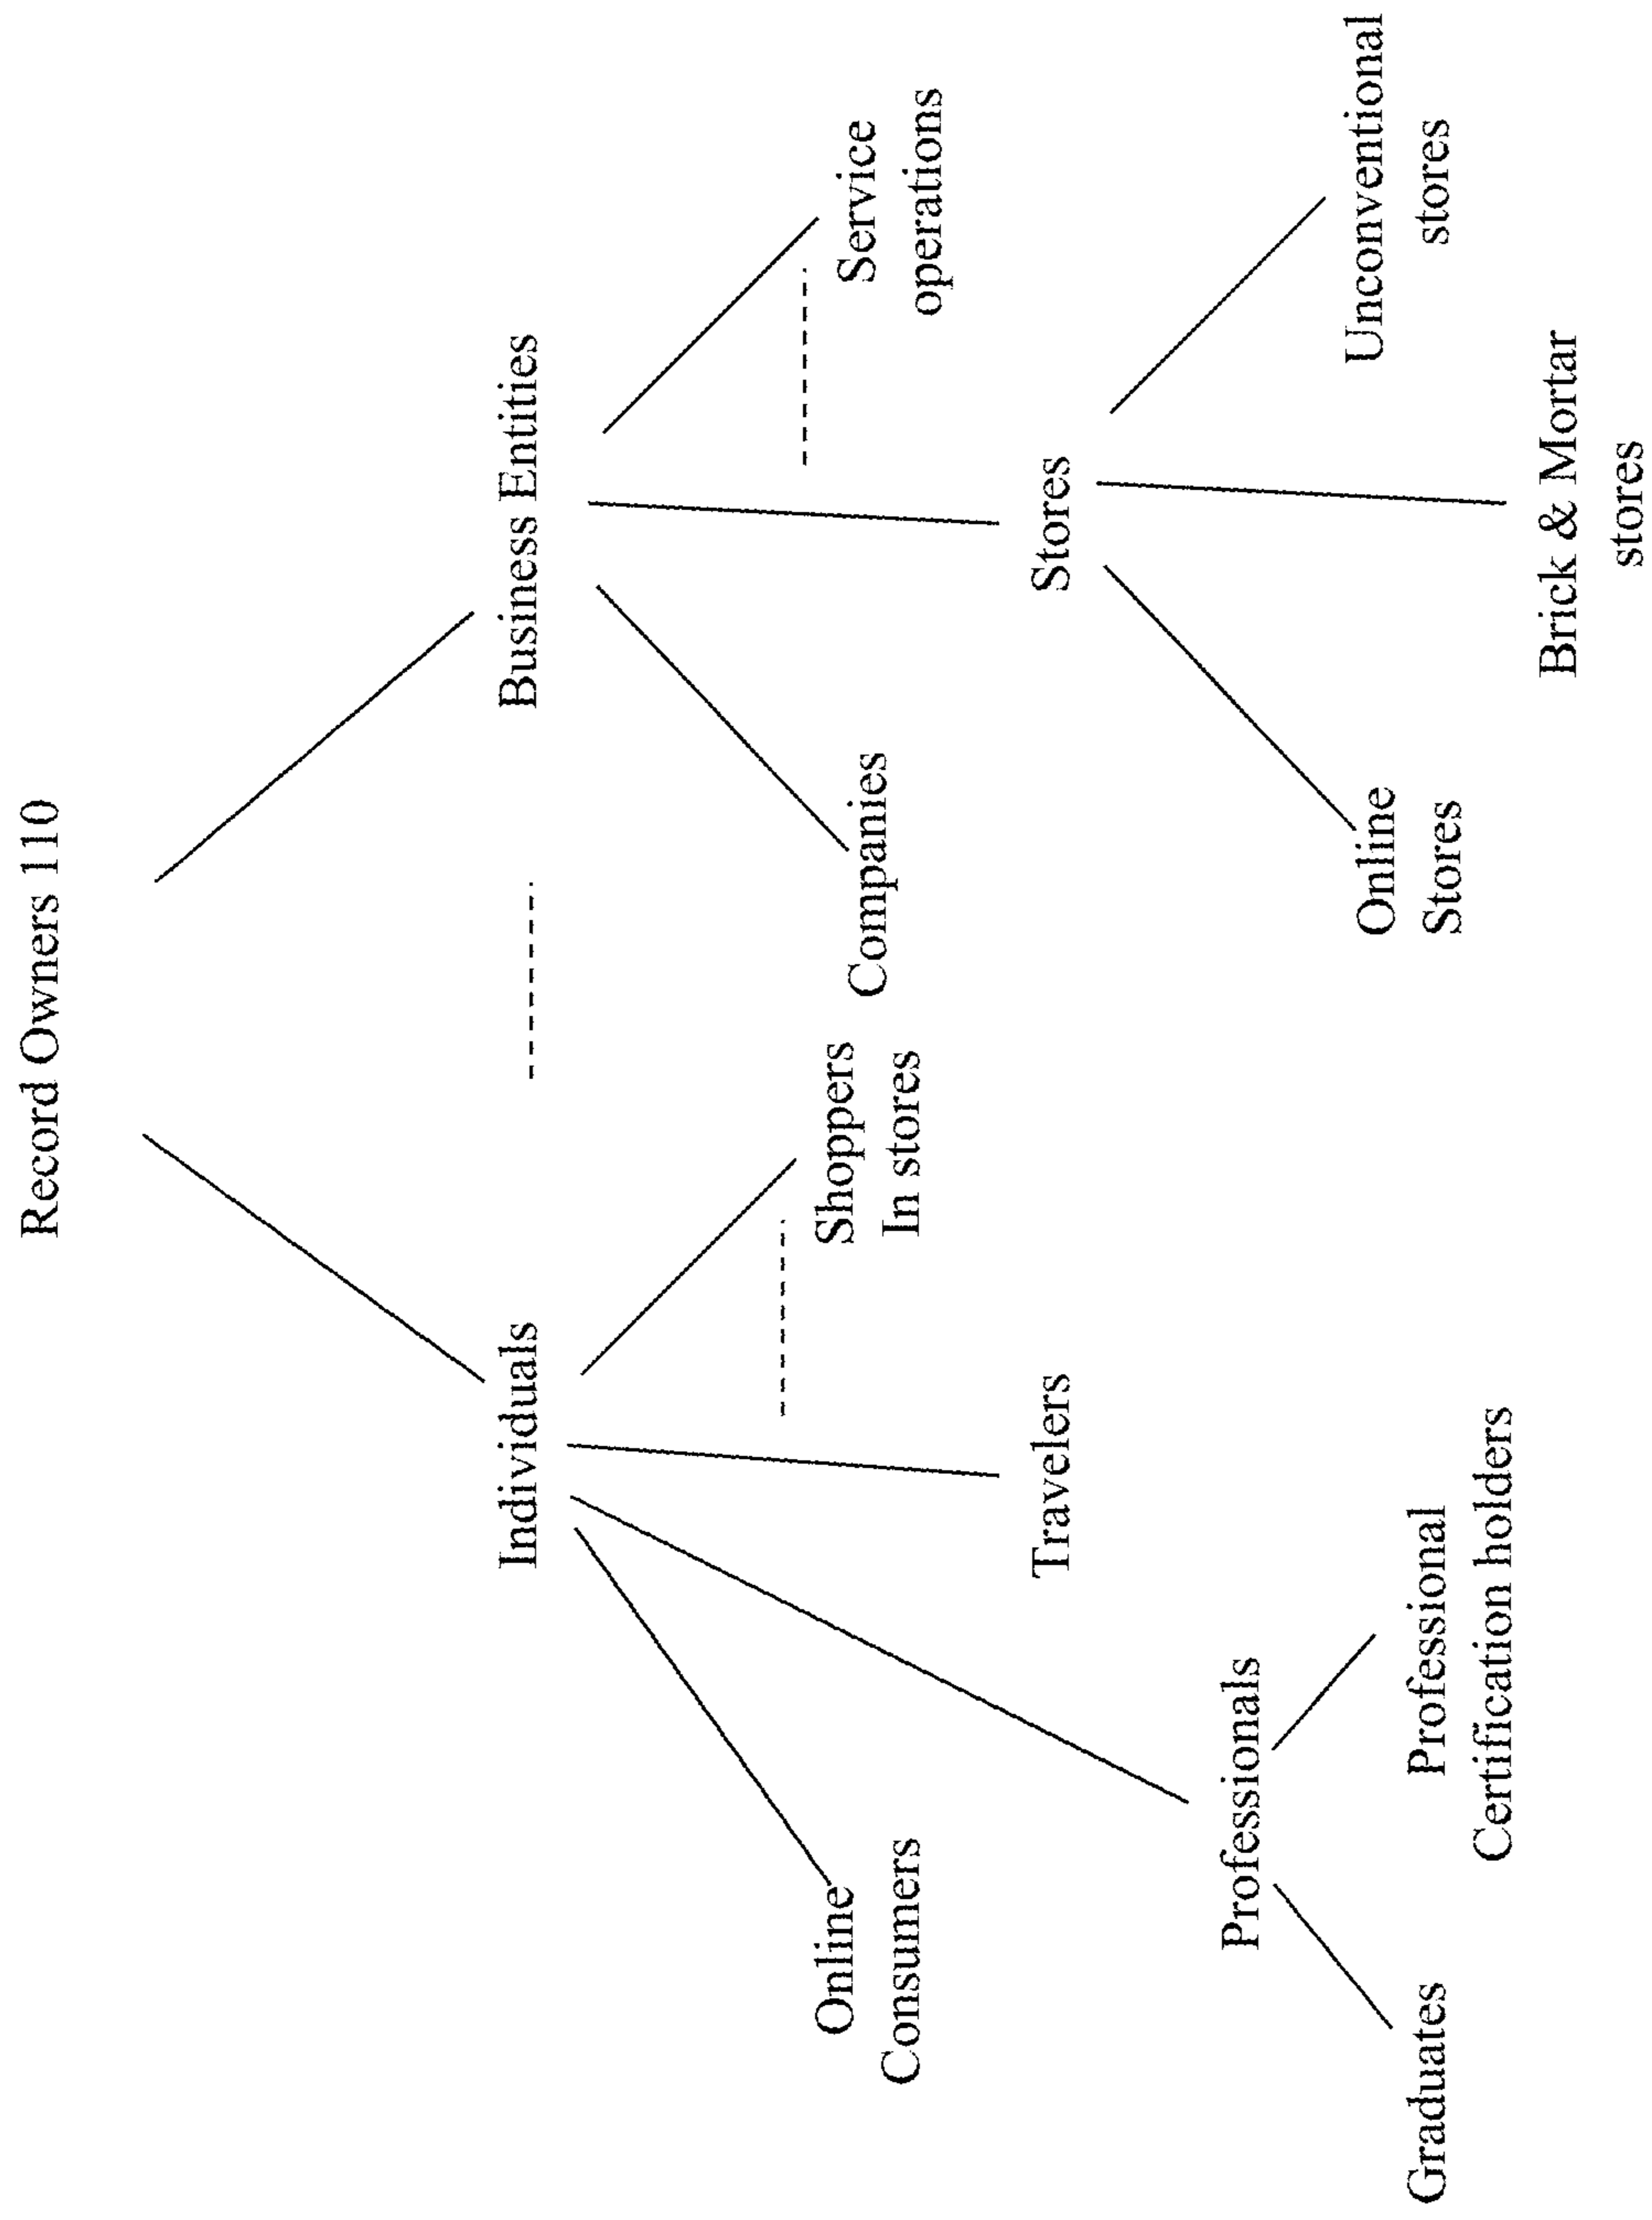 Record Owners 110
Individuals
Business Entities
Online
Consumers
Shoppers
In stores
Companies
Service
operations
Travelers
Stores
Professionals
Graduates
Professional
Certification holders
Online
Stores
Unconventional
stores
Brick & Mortar
stores